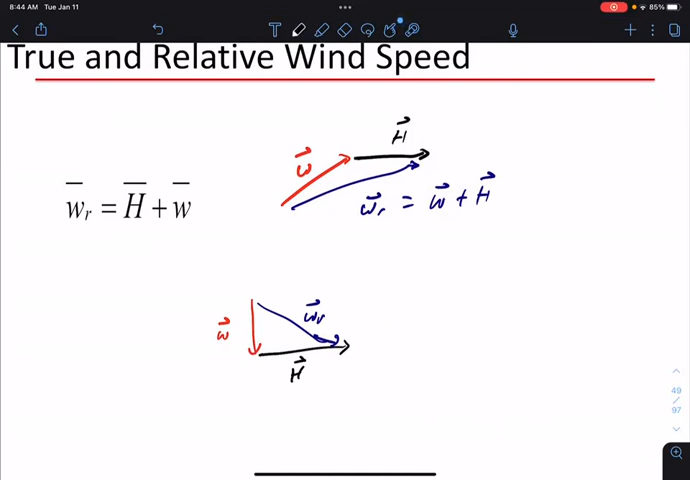 8:44 AM Tue Jan 11
85%
True and Relative Wind Speed
w̅ᵣ = H̅ + w̅
w⃗
H⃗
w⃗ᵣ = w⃗ + H⃗
w⃗
w⃗ᵣ
H⃗
49
/
97